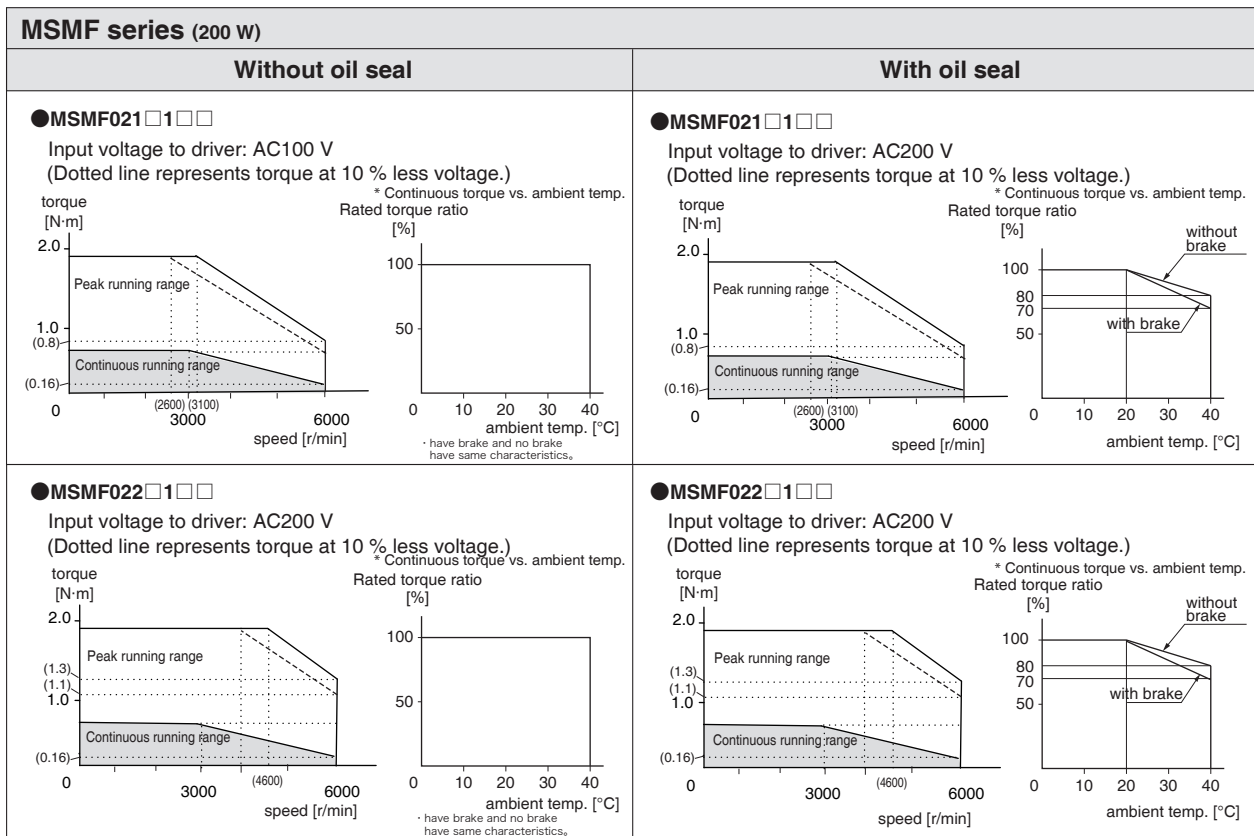 MSMF series (200 W)
Without oil seal
With oil seal
●MSMF021□1□□
Input voltage to driver: AC100 V
(Dotted line represents torque at 10 % less voltage.)
* Continuous torque vs. ambient temp.
torque
[N·m]
Rated torque ratio
[%]
2.0
Peak running range
1.0
(0.8)
Continuous running range
(0.16)
0
(2600) (3100)
3000
6000
speed [r/min]
100
50
0 10 20 30 40
ambient temp. [°C]
· have brake and no brake
have same characteristics。
●MSMF021□1□□
Input voltage to driver: AC200 V
(Dotted line represents torque at 10 % less voltage.)
* Continuous torque vs. ambient temp.
torque
[N·m]
Rated torque ratio
[%]
2.0
Peak running range
1.0
(0.8)
Continuous running range
(0.16)
0
(2600) (3100)
3000
6000
speed [r/min]
without
brake
100
80
70
with brake
50
0 10 20 30 40
ambient temp. [°C]
●MSMF022□1□□
Input voltage to driver: AC200 V
(Dotted line represents torque at 10 % less voltage.)
* Continuous torque vs. ambient temp.
torque
[N·m]
Rated torque ratio
[%]
2.0
Peak running range
(1.3)
(1.1)
1.0
Continuous running range
(0.16)
0
3000
(4600)
6000
speed [r/min]
100
50
0 10 20 30 40
ambient temp. [°C]
· have brake and no brake
have same characteristics。
●MSMF022□1□□
Input voltage to driver: AC200 V
(Dotted line represents torque at 10 % less voltage.)
* Continuous torque vs. ambient temp.
torque
[N·m]
Rated torque ratio
[%]
2.0
Peak running range
(1.3)
(1.1)
1.0
Continuous running range
(0.16)
0
3000
(4600)
6000
speed [r/min]
without
brake
100
80
70
with brake
50
0 10 20 30 40
ambient temp. [°C]